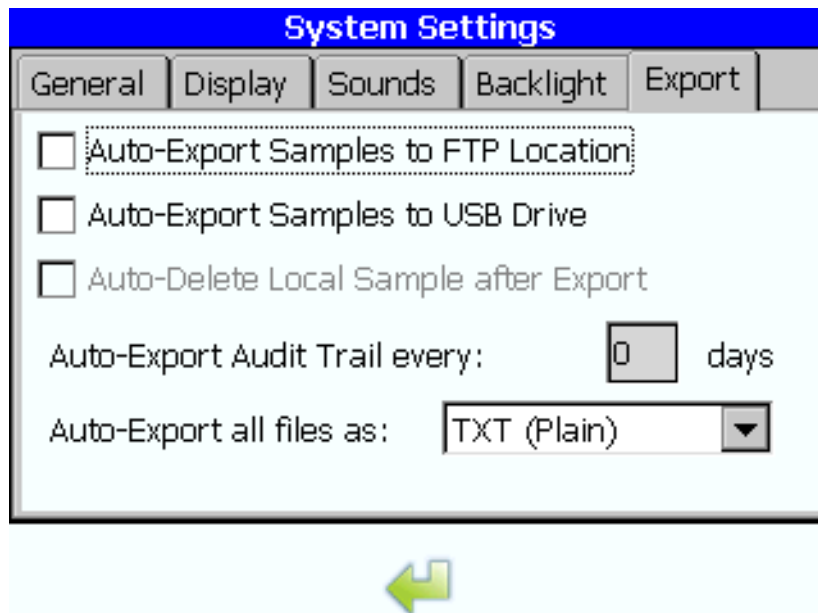 System Settings
General Display Sounds Backlight Export
Auto-Export Samples to FTP Location
Auto-Export Samples to USB Drive
Auto-Delete Local Sample after Export
Auto-Export Audit Trail every: 0 days
Auto-Export all files as: TXT (Plain)